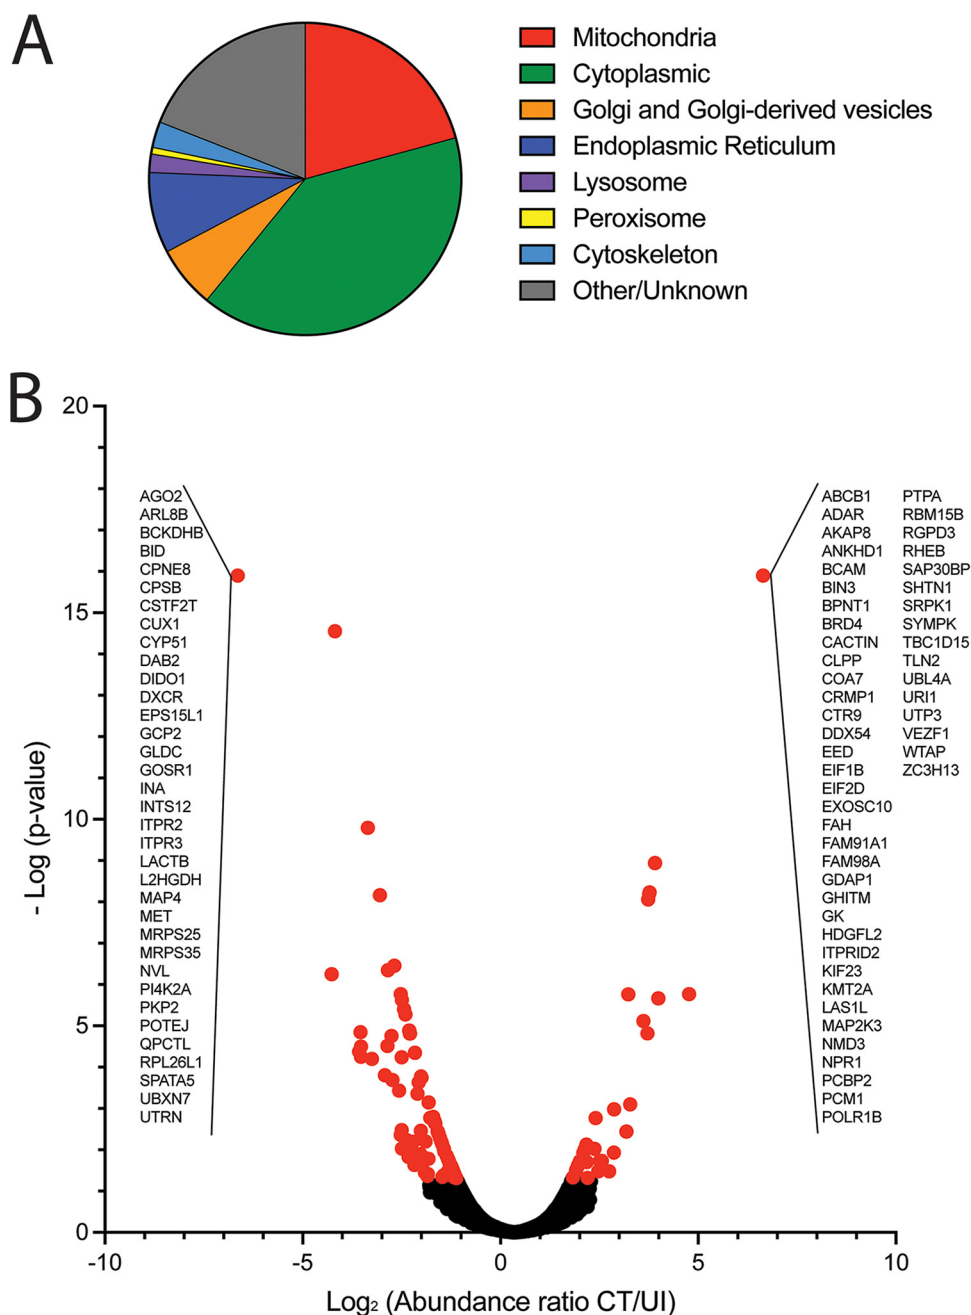 A
Mitochondria
Cytoplasmic
Golgi and Golgi-derived vesicles
Endoplasmic Reticulum
Lysosome
Peroxisome
Cytoskeleton
Other/Unknown
B
20
15
10
5
0
- Log (p-value)
AGO2
ARL8B
BCKDHB
BID
CPNE8
CPSB
CSTF2T
CUX1
CYP51
DAB2
DIDO1
DXCR
EPS15L1
GCP2
GLDC
GOSR1
INA
INTS12
ITPR2
ITPR3
LACTB
L2HGDH
MAP4
MET
MRPS25
MRPS35
NVL
PI4K2A
PKP2
POTEJ
QPCTL
RPL26L1
SPATA5
UBXN7
UTRN
ABCB1
ADAR
AKAP8
ANKHD1
BCAM
BIN3
BPNT1
BRD4
CACTIN
CLPP
COA7
CRMP1
CTR9
DDX54
EED
EIF1B
EIF2D
EXOSC10
FAH
FAM91A1
FAM98A
GDAP1
GHITM
GK
HDGFL2
ITPRID2
KIF23
KMT2A
LAS1L
MAP2K3
NMD3
NPR1
PCBP2
PCM1
POLR1B
PTPA
RBM15B
RGPD3
RHEB
SAP30BP
SHTN1
SRPK1
SYMPK
TBC1D15
TLN2
UBL4A
URI1
UTP3
VEZF1
WTAP
ZC3H13
-10 -5 0 5 10
Log₂ (Abundance ratio CT/UI)